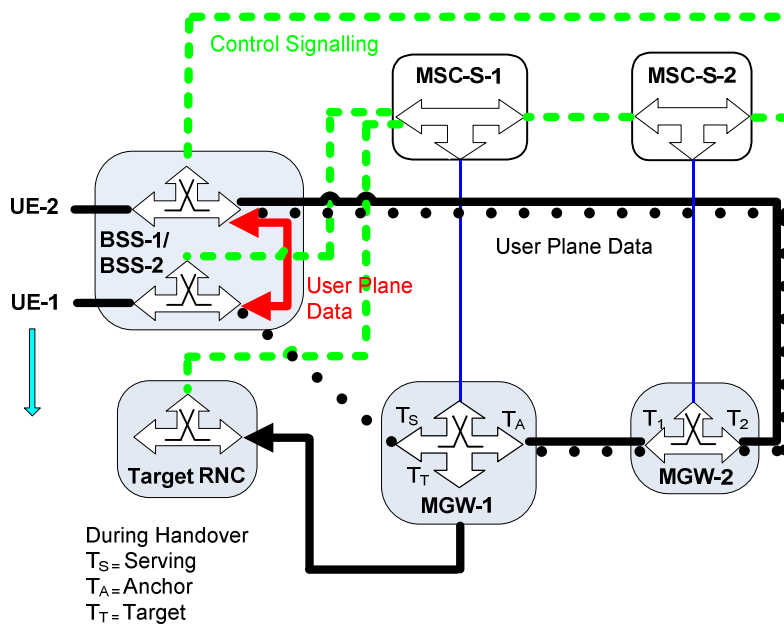 Control Signalling
MSC-S-1
MSC-S-2
UE-2
BSS-1/
BSS-2
User Plane Data
UE-1
User Plane
Data
TS
TA
TT
MGW-1
T1
T2
MGW-2
Target RNC
During Handover
TS= Serving
TA= Anchor
TT= Target